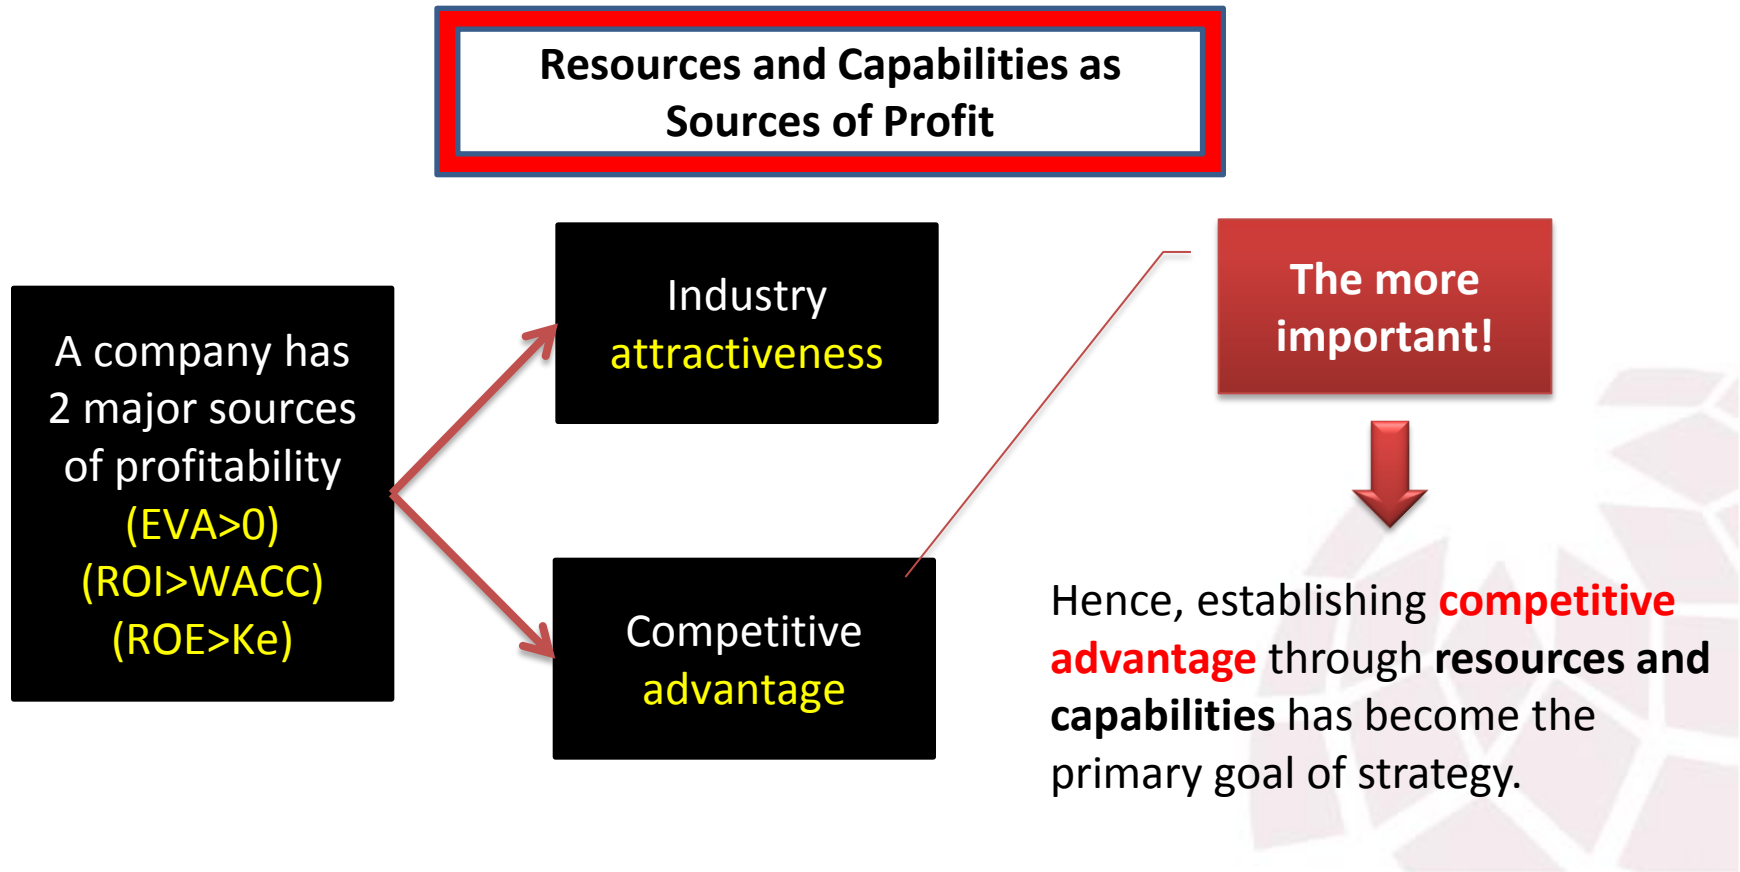 Resources and Capabilities as
Sources of Profit
A company has
2 major sources
of profitability
(EVA>0)
(ROI>WACC)
(ROE>Ke)
Industry
attractiveness
Competitive
advantage
The more
important!
Hence, establishing competitive
advantage through resources and
capabilities has become the
primary goal of strategy.